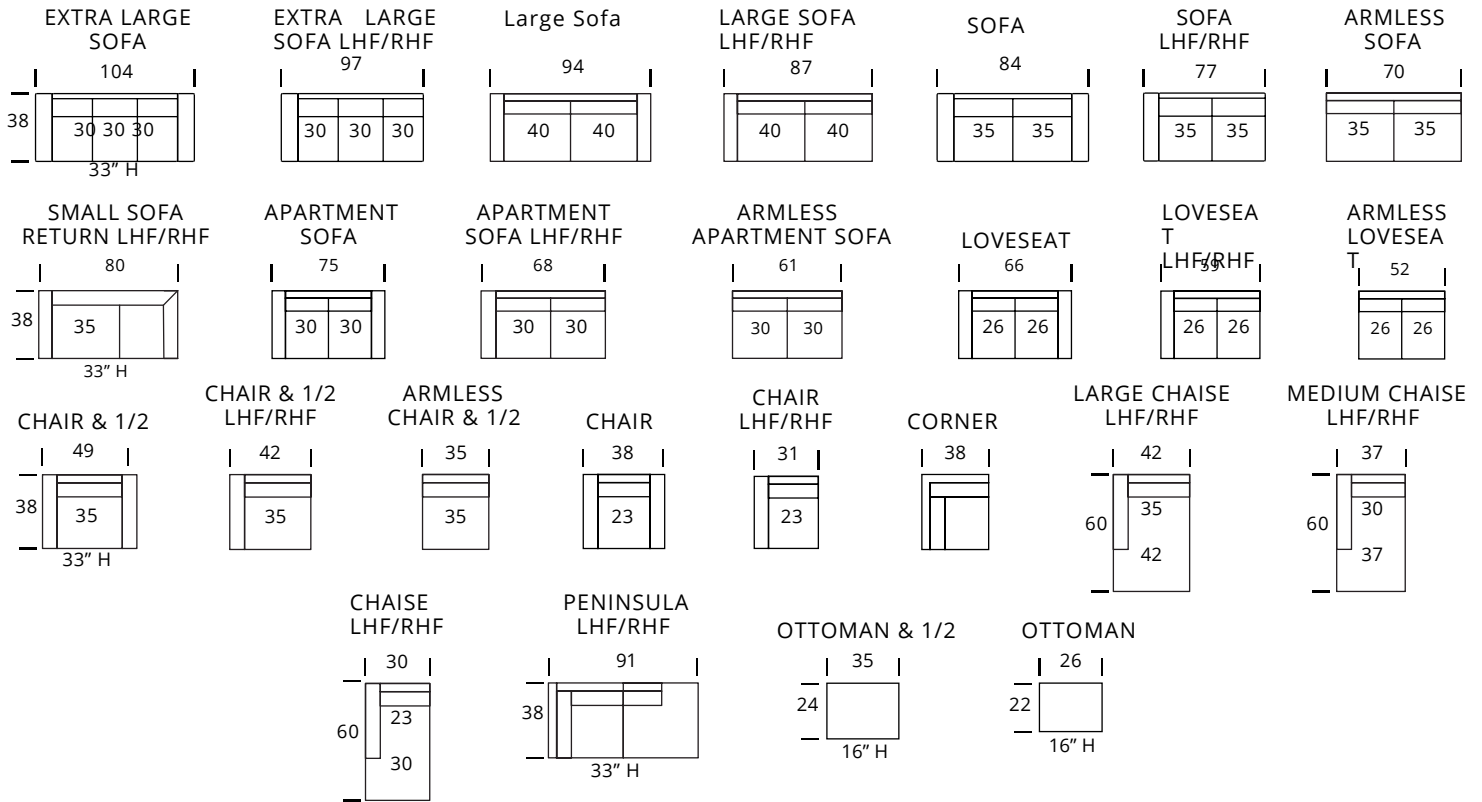 EXTRA LARGE
SOFA
104
38
30 30 30
33” H
EXTRA LARGE
SOFA LHF/RHF
97
30 30 30
Large Sofa
94
40 40
LARGE SOFA
LHF/RHF
87
40 40
SOFA
84
35 35
SOFA
LHF/RHF
77
35 35
ARMLESS
SOFA
70
35 35
SMALL SOFA
RETURN LHF/RHF
80
38
35
33” H
APARTMENT
SOFA
75
30 30
APARTMENT
SOFA LHF/RHF
68
30 30
ARMLESS
APARTMENT SOFA
61
30 30
LOVESEAT
66
26 26
LOVESEA
T
LHF/RHF
59
26 26
ARMLESS
LOVESEA
T
52
26 26
CHAIR & 1/2
49
38
35
33” H
CHAIR & 1/2
LHF/RHF
42
35
ARMLESS
CHAIR & 1/2
35
35
CHAIR
38
23
CHAIR
LHF/RHF
31
23
CORNER
38
LARGE CHAISE
LHF/RHF
42
60
35
42
MEDIUM CHAISE
LHF/RHF
37
60
30
37
CHAISE
LHF/RHF
30
60
23
30
PENINSULA
LHF/RHF
91
38
33” H
OTTOMAN & 1/2
35
24
16” H
OTTOMAN
26
22
16” H